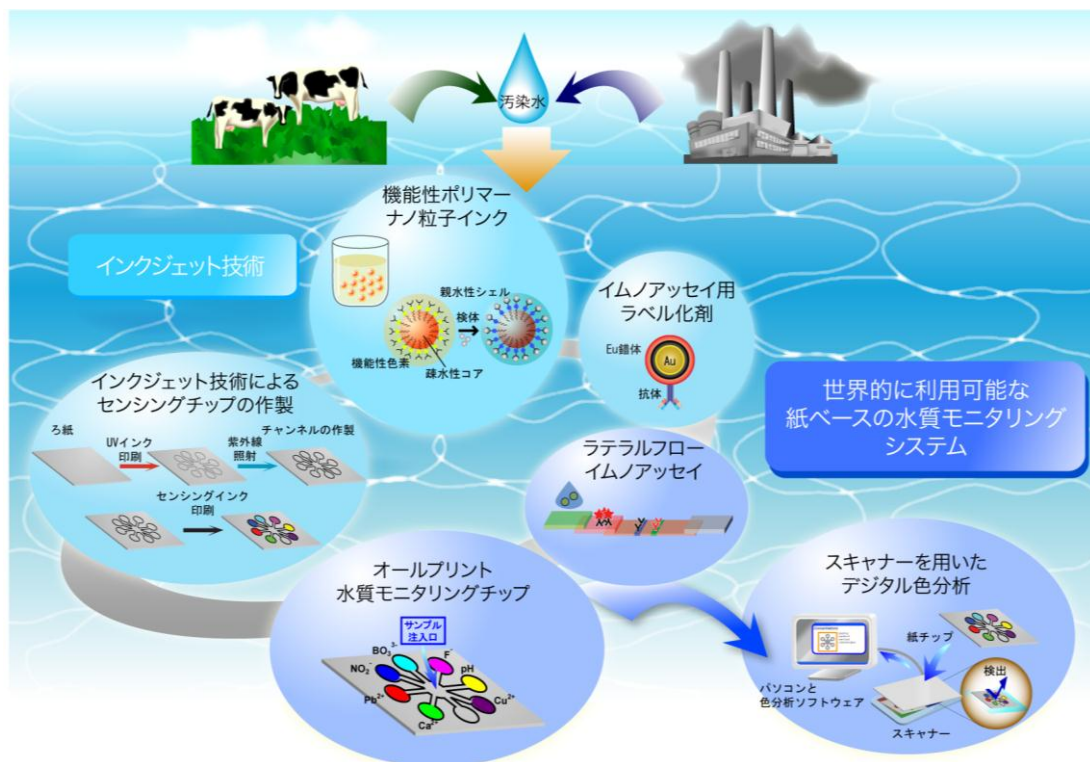 汚染水
機能性ポリマー
ナノ粒子インク
インクジェット技術
親水性シェル
検体
機能性色素
疎水性コア
イムノアッセイ用
ラベル化剤
Eu錯体
Au
抗体
インクジェット技術による
センシングチップの作製
ろ紙
UVインク
印刷
紫外線
照射
チャンネルの作製
センシングインク
印刷
世界的に利用可能な
紙ベースの水質モニタリング
システム
ラテラルフロー
イムノアッセイ
オールプリント
水質モニタリングチップ
サンプル
注入口
BO₃³⁻
F⁻
NO₂⁻
pH
Pb²⁺
Cu²⁺
Ca²⁺
スキャナーを用いた
デジタル色分析
紙チップ
検出
パソコンと
色分析ソフトウェア
スキャナー